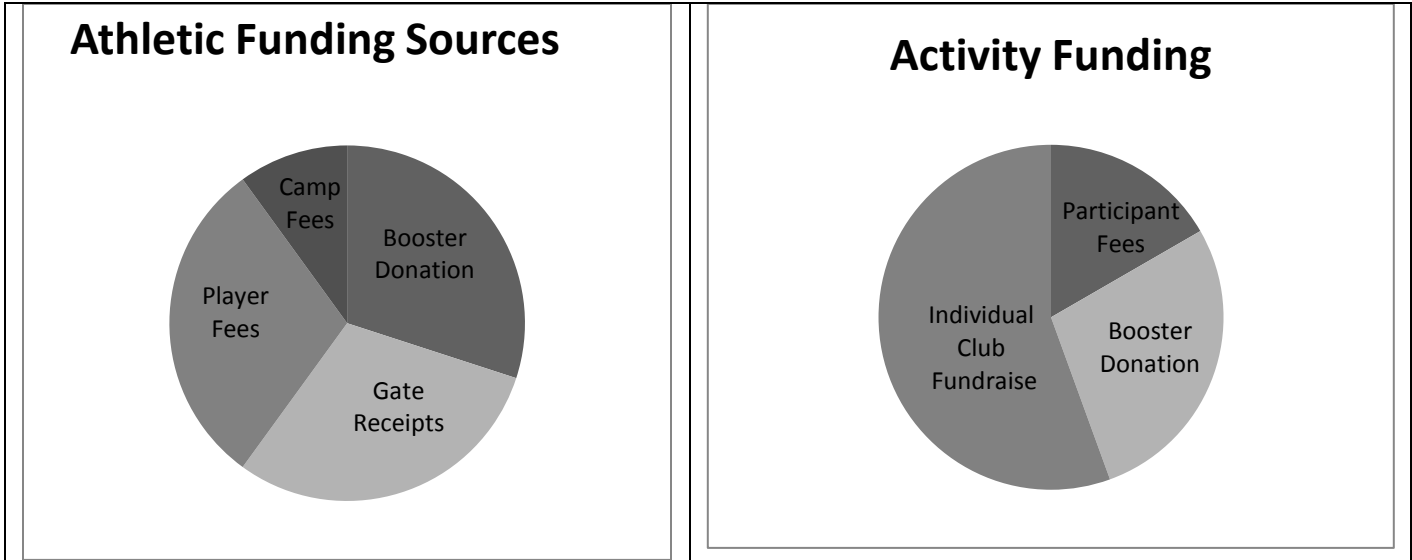 Athletic Funding Sources
Camp
Fees
Booster
Donation
Player
Fees
Gate
Receipts
Activity Funding
Participant
Fees
Individual
Club
Fundraise
Booster
Donation